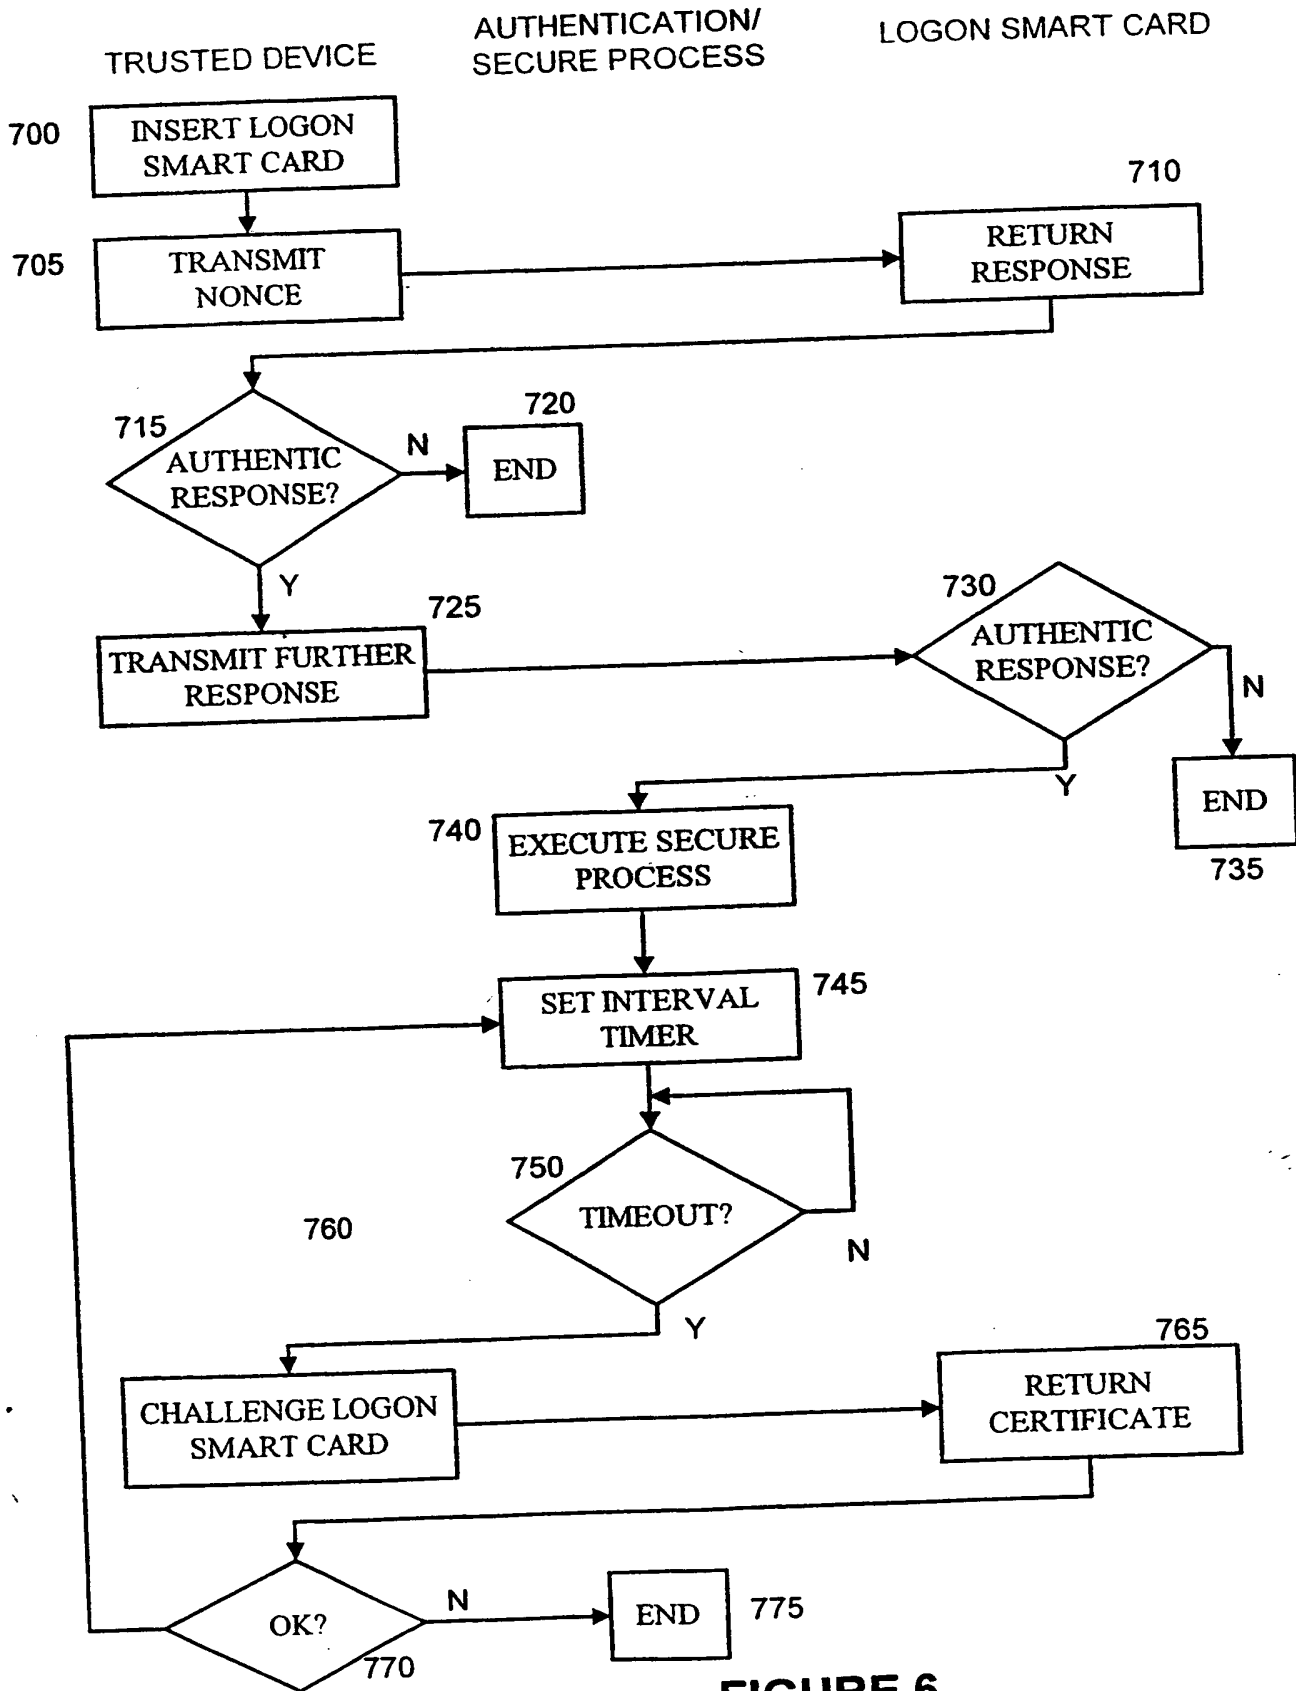 TRUSTED DEVICE
AUTHENTICATION/
SECURE PROCESS
LOGON SMART CARD
700
INSERT LOGON
SMART CARD
705
TRANSMIT
NONCE
710
RETURN
RESPONSE
715
AUTHENTIC
RESPONSE?
N
720
END
Y
725
TRANSMIT FURTHER
RESPONSE
730
AUTHENTIC
RESPONSE?
N
Y
END
735
740
EXECUTE SECURE
PROCESS
745
SET INTERVAL
TIMER
750
TIMEOUT?
N
760
Y
CHALLENGE LOGON
SMART CARD
765
RETURN
CERTIFICATE
OK?
770
N
END
775
FIGURE 6